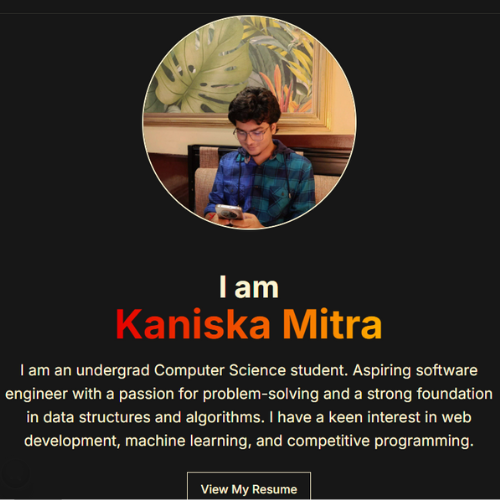 I am
Kaniska Mitra
I am an undergrad Computer Science student. Aspiring software
engineer with a passion for problem-solving and a strong foundation
in data structures and algorithms. I have a keen interest in web
development, machine learning, and competitive programming.
View My Resume